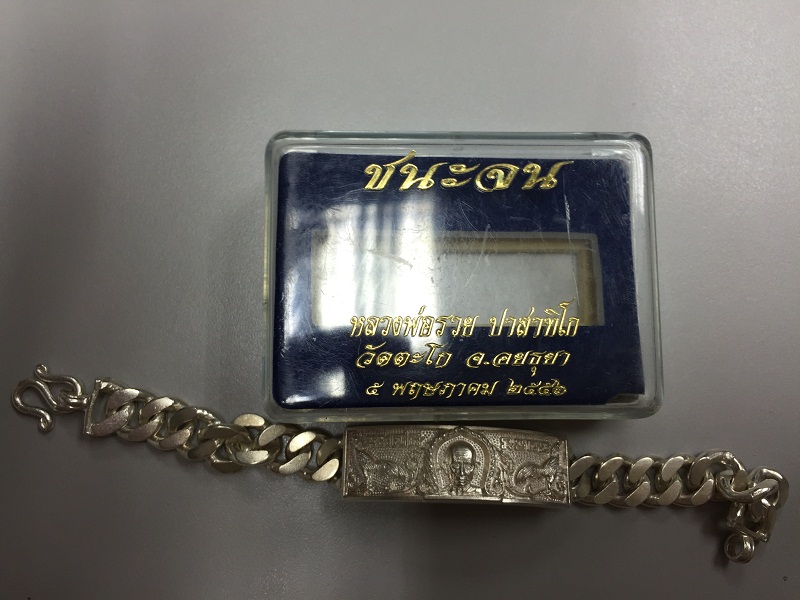 ชนะจน
หลวงพ่อรวย ปาสาทิโก
วัดตะโก จ.อยุธยา
๕ พฤษภาคม ๒๕๕๖